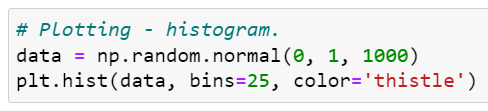 # Plotting - histogram.
data = np.random.normal(0, 1, 1000)
plt.hist(data, bins=25, color='thistle')